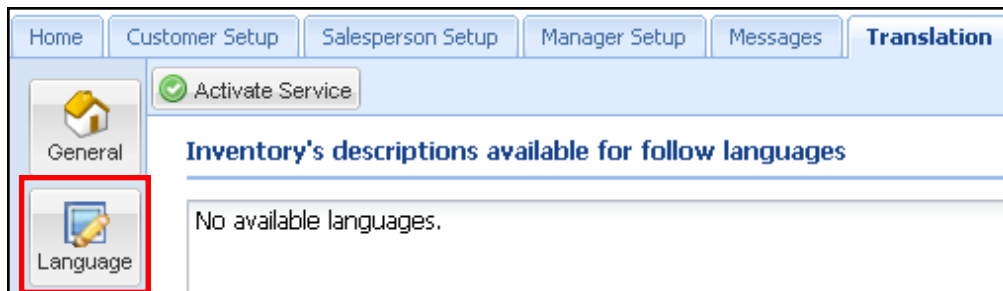 Home Customer Setup Salesperson Setup Manager Setup Messages Translation
Activate Service
General
Inventory's descriptions available for follow languages
No available languages.
Language